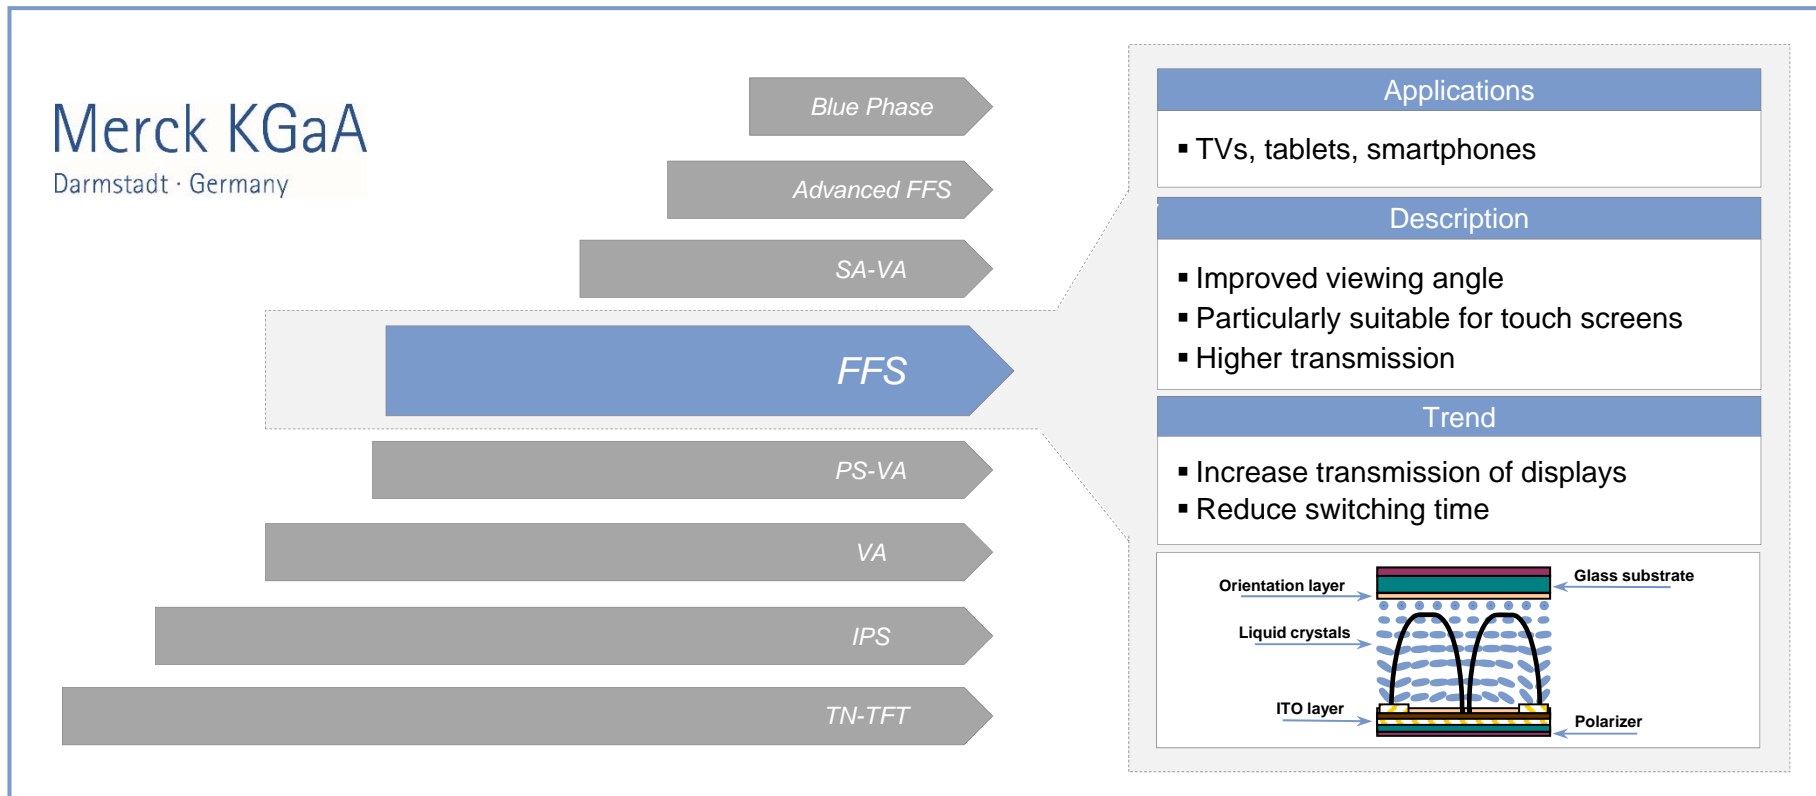 Merck KGaA
Darmstadt · Germany
Blue Phase
Advanced FFS
SA-VA
FFS
PS-VA
VA
IPS
TN-TFT
Applications
▪ TVs, tablets, smartphones
Description
▪ Improved viewing angle
▪ Particularly suitable for touch screens
▪ Higher transmission
Trend
▪ Increase transmission of displays
▪ Reduce switching time
Orientation layer
Glass substrate
Liquid crystals
ITO layer
Polarizer